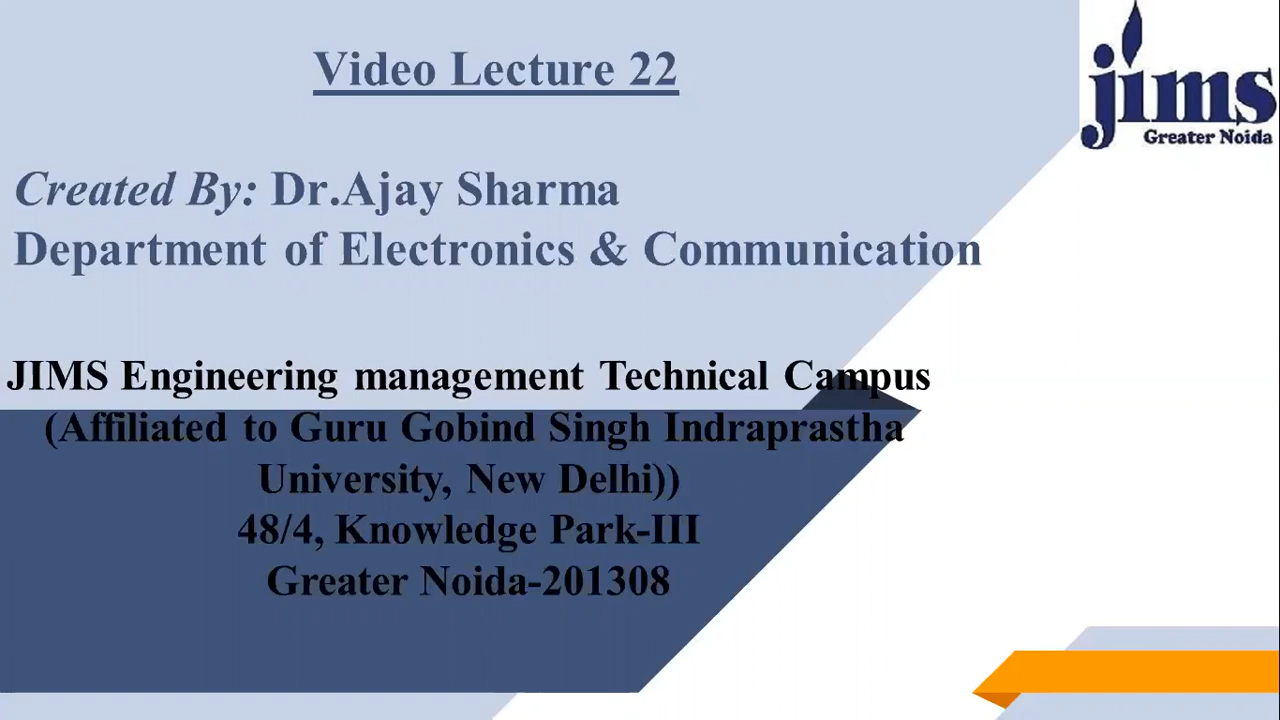 Video Lecture 22
jims
Greater Noida
Created By: Dr.Ajay Sharma
Department of Electronics & Communication
JIMS Engineering management Technical Campus
(Affiliated to Guru Gobind Singh Indraprastha
University, New Delhi))
48/4, Knowledge Park-III
Greater Noida-201308